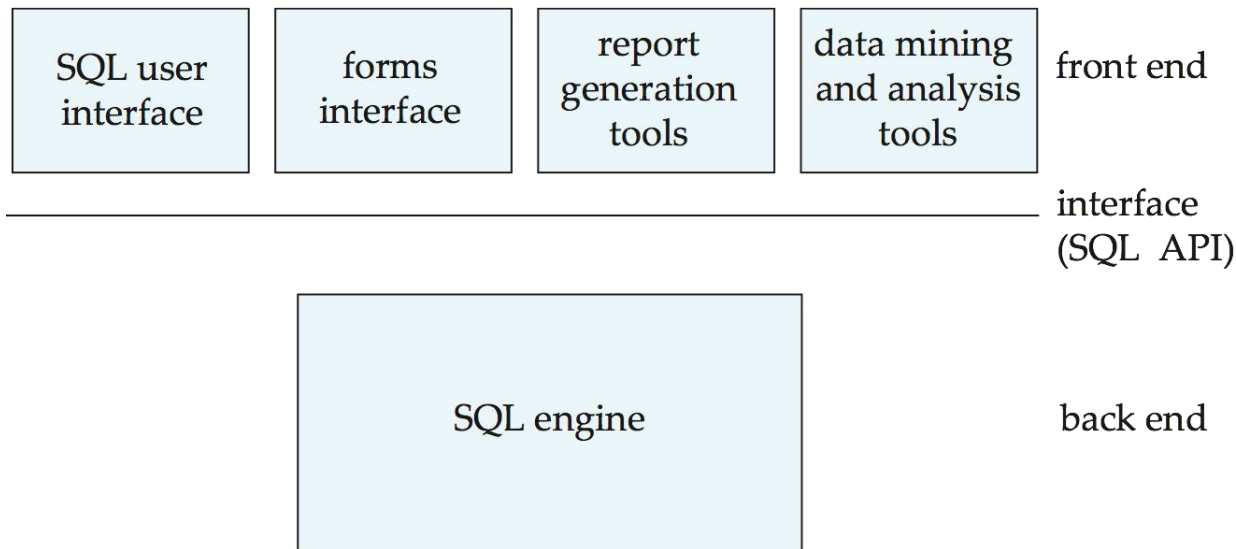 SQL user
interface
forms
interface
report
generation
tools
data mining
and analysis
tools
front end
interface
(SQL API)
SQL engine
back end